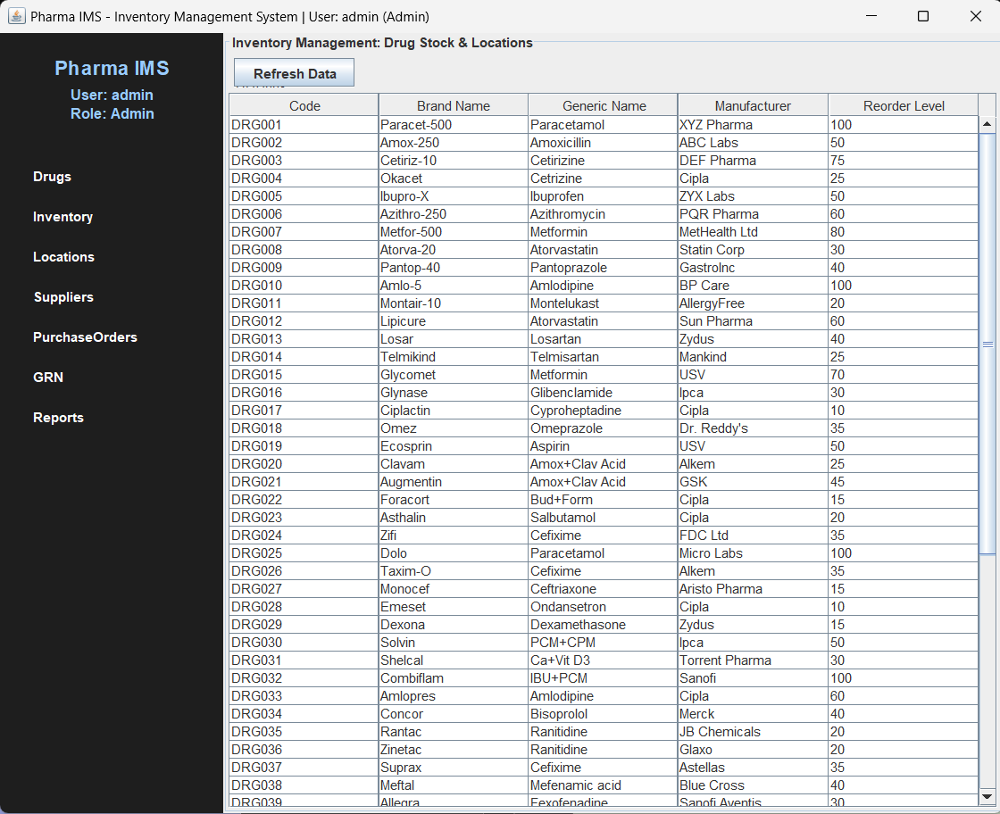 Pharma IMS - Inventory Management System | User: admin (Admin)
Pharma IMS
User: admin
Role: Admin
Drugs
Inventory
Locations
Suppliers
PurchaseOrders
GRN
Reports
Inventory Management: Drug Stock & Locations
Refresh Data
Code Brand Name Generic Name Manufacturer Reorder Level
DRG001 Paracet-500 Paracetamol XYZ Pharma 100
DRG002 Amox-250 Amoxicillin ABC Labs 50
DRG003 Cetiriz-10 Cetirizine DEF Pharma 75
DRG004 Okacet Cetrizine Cipla 25
DRG005 Ibupro-X Ibuprofen ZYX Labs 50
DRG006 Azithro-250 Azithromycin PQR Pharma 60
DRG007 Metfor-500 Metformin MetHealth Ltd 80
DRG008 Atorva-20 Atorvastatin Statin Corp 30
DRG009 Pantop-40 Pantoprazole GastroInc 40
DRG010 Amlo-5 Amlodipine BP Care 100
DRG011 Montair-10 Montelukast AllergyFree 20
DRG012 Lipicure Atorvastatin Sun Pharma 60
DRG013 Losar Losartan Zydus 40
DRG014 Telmikind Telmisartan Mankind 25
DRG015 Glycomet Metformin USV 70
DRG016 Glynase Glibenclamide Ipca 30
DRG017 Ciplactin Cyproheptadine Cipla 10
DRG018 Omez Omeprazole Dr. Reddy's 35
DRG019 Ecosprin Aspirin USV 50
DRG020 Clavam Amox+Clav Acid Alkem 25
DRG021 Augmentin Amox+Clav Acid GSK 45
DRG022 Foracort Bud+Form Cipla 15
DRG023 Asthalin Salbutamol Cipla 20
DRG024 Zifi Cefixime FDC Ltd 35
DRG025 Dolo Paracetamol Micro Labs 100
DRG026 Taxim-O Cefixime Alkem 35
DRG027 Monocef Ceftriaxone Aristo Pharma 15
DRG028 Emeset Ondansetron Cipla 10
DRG029 Dexona Dexamethasone Zydus 15
DRG030 Solvin PCM+CPM Ipca 50
DRG031 Shelcal Ca+Vit D3 Torrent Pharma 30
DRG032 Combiflam IBU+PCM Sanofi 100
DRG033 Amlopres Amlodipine Cipla 60
DRG034 Concor Bisoprolol Merck 40
DRG035 Rantac Ranitidine JB Chemicals 20
DRG036 Zinetac Ranitidine Glaxo 20
DRG037 Suprax Cefixime Astellas 35
DRG038 Meftal Mefenamic acid Blue Cross 40
DRG039 Allegra Fexofenadine Sanofi Aventis 30